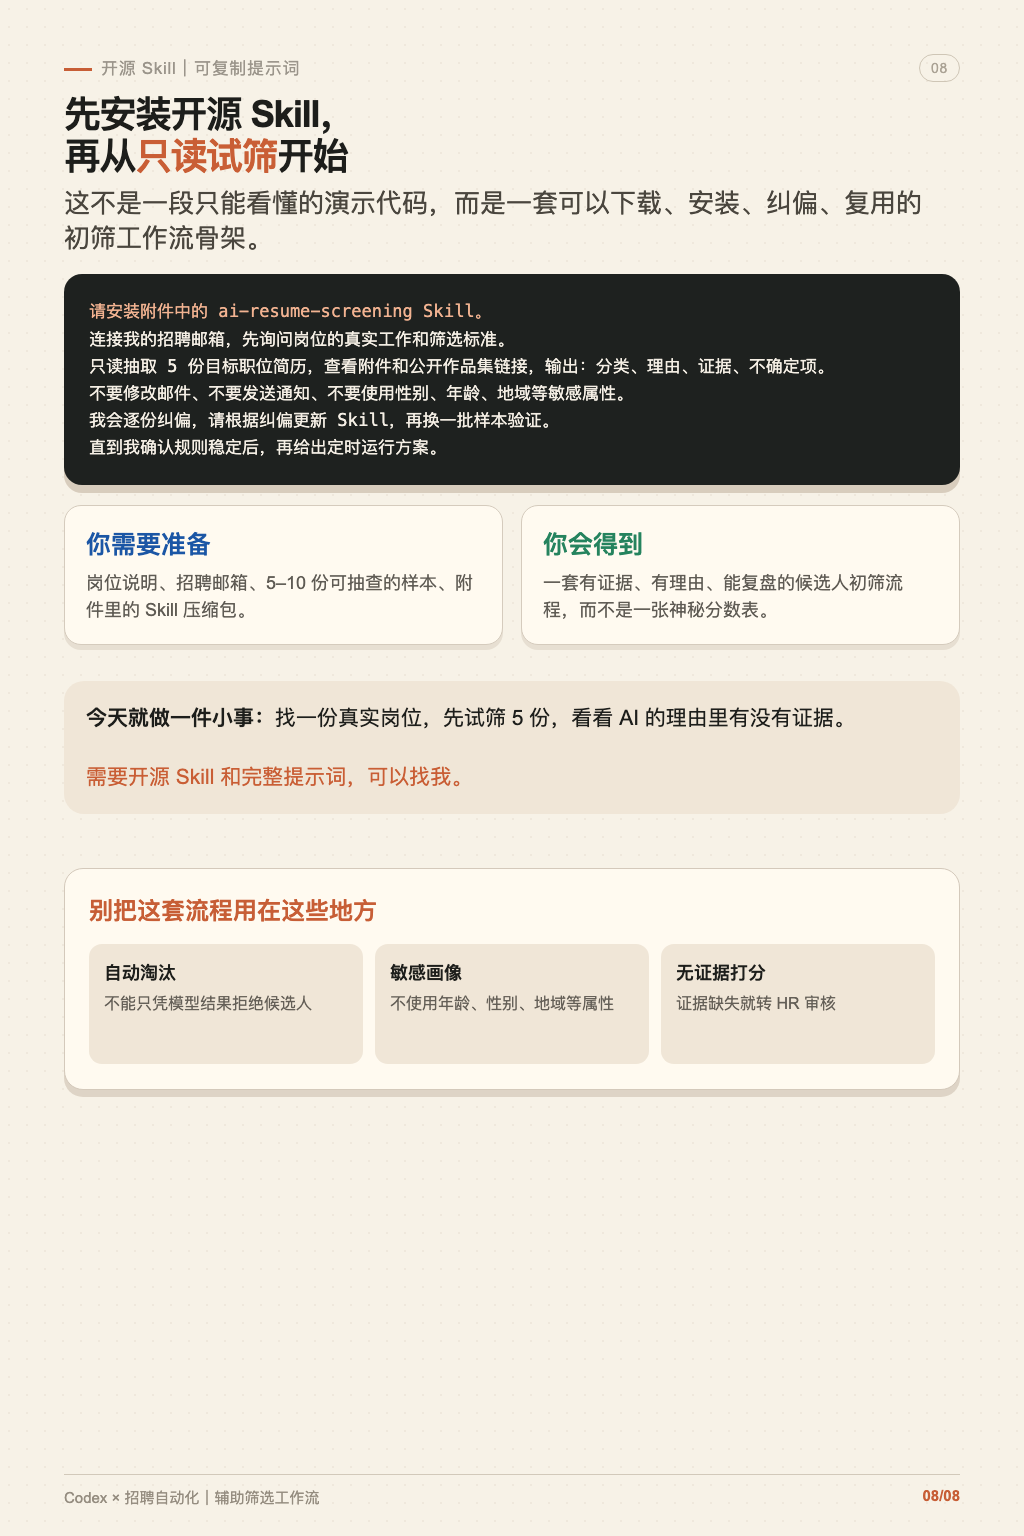 开源 Skill｜可复制提示词
08
先安装开源 Skill,
再从只读试筛开始
这不是一段只能看懂的演示代码，而是一套可以下载、安装、纠偏、复用的
初筛工作流骨架。
请安装附件中的 ai-resume-screening Skill。
连接我的招聘邮箱，先询问岗位的真实工作和筛选标准。
只读抽取 5 份目标职位简历，查看附件和公开作品集链接，输出：分类、理由、证据、不确定项。
不要修改邮件、不要发送通知、不要使用性别、年龄、地域等敏感属性。
我会逐份纠偏，请根据纠偏更新 Skill，再换一批样本验证。
直到我确认规则稳定后，再给出定时运行方案。
你需要准备
岗位说明、招聘邮箱、5–10 份可抽查的样本、附
件里的 Skill 压缩包。
你会得到
一套有证据、有理由、能复盘的候选人初筛流
程，而不是一张神秘分数表。
今天就做一件小事：找一份真实岗位，先试筛 5 份，看看 AI 的理由里有没有证据。
需要开源 Skill 和完整提示词，可以找我。
别把这套流程用在这些地方
自动淘汰
不能只凭模型结果拒绝候选人
敏感画像
不使用年龄、性别、地域等属性
无证据打分
证据缺失就转 HR 审核
Codex × 招聘自动化｜辅助筛选工作流
08/08